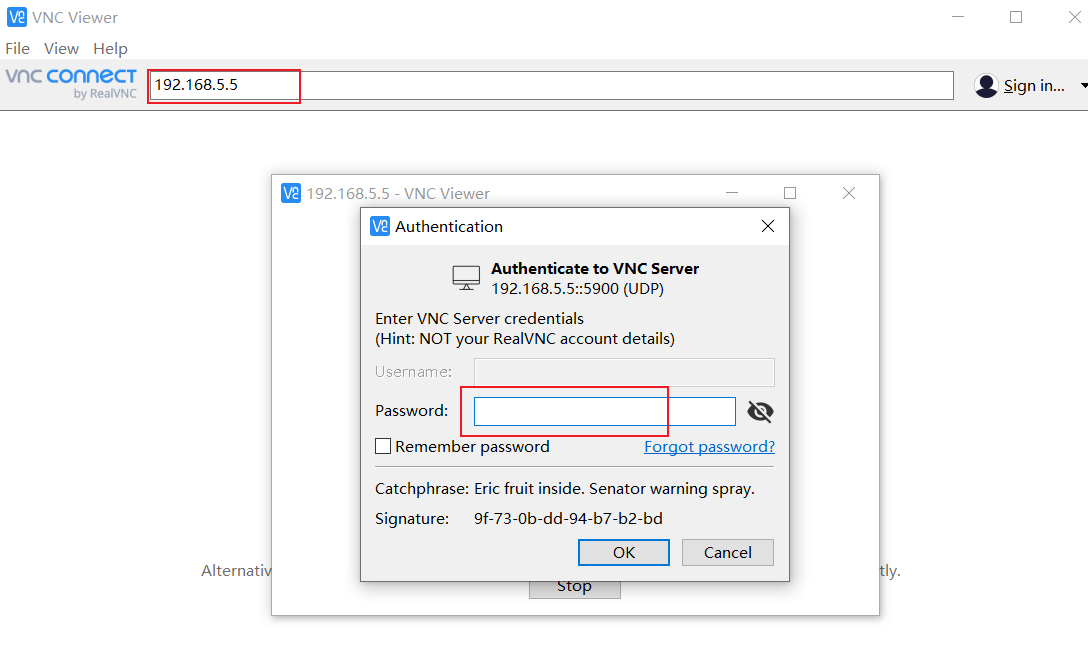 VNC Viewer
File View Help
vnc connect
by RealVNC
192.168.5.5
Sign in...
192.168.5.5 - VNC Viewer
Authentication
Authenticate to VNC Server
192.168.5.5::5900 (UDP)
Enter VNC Server credentials
(Hint: NOT your RealVNC account details)
Username:
Password:
Remember password Forgot password?
Catchphrase: Eric fruit inside. Senator warning spray.
Signature: 9f-73-0b-dd-94-b7-b2-bd
OK Cancel
Alternativ tly.
Stop